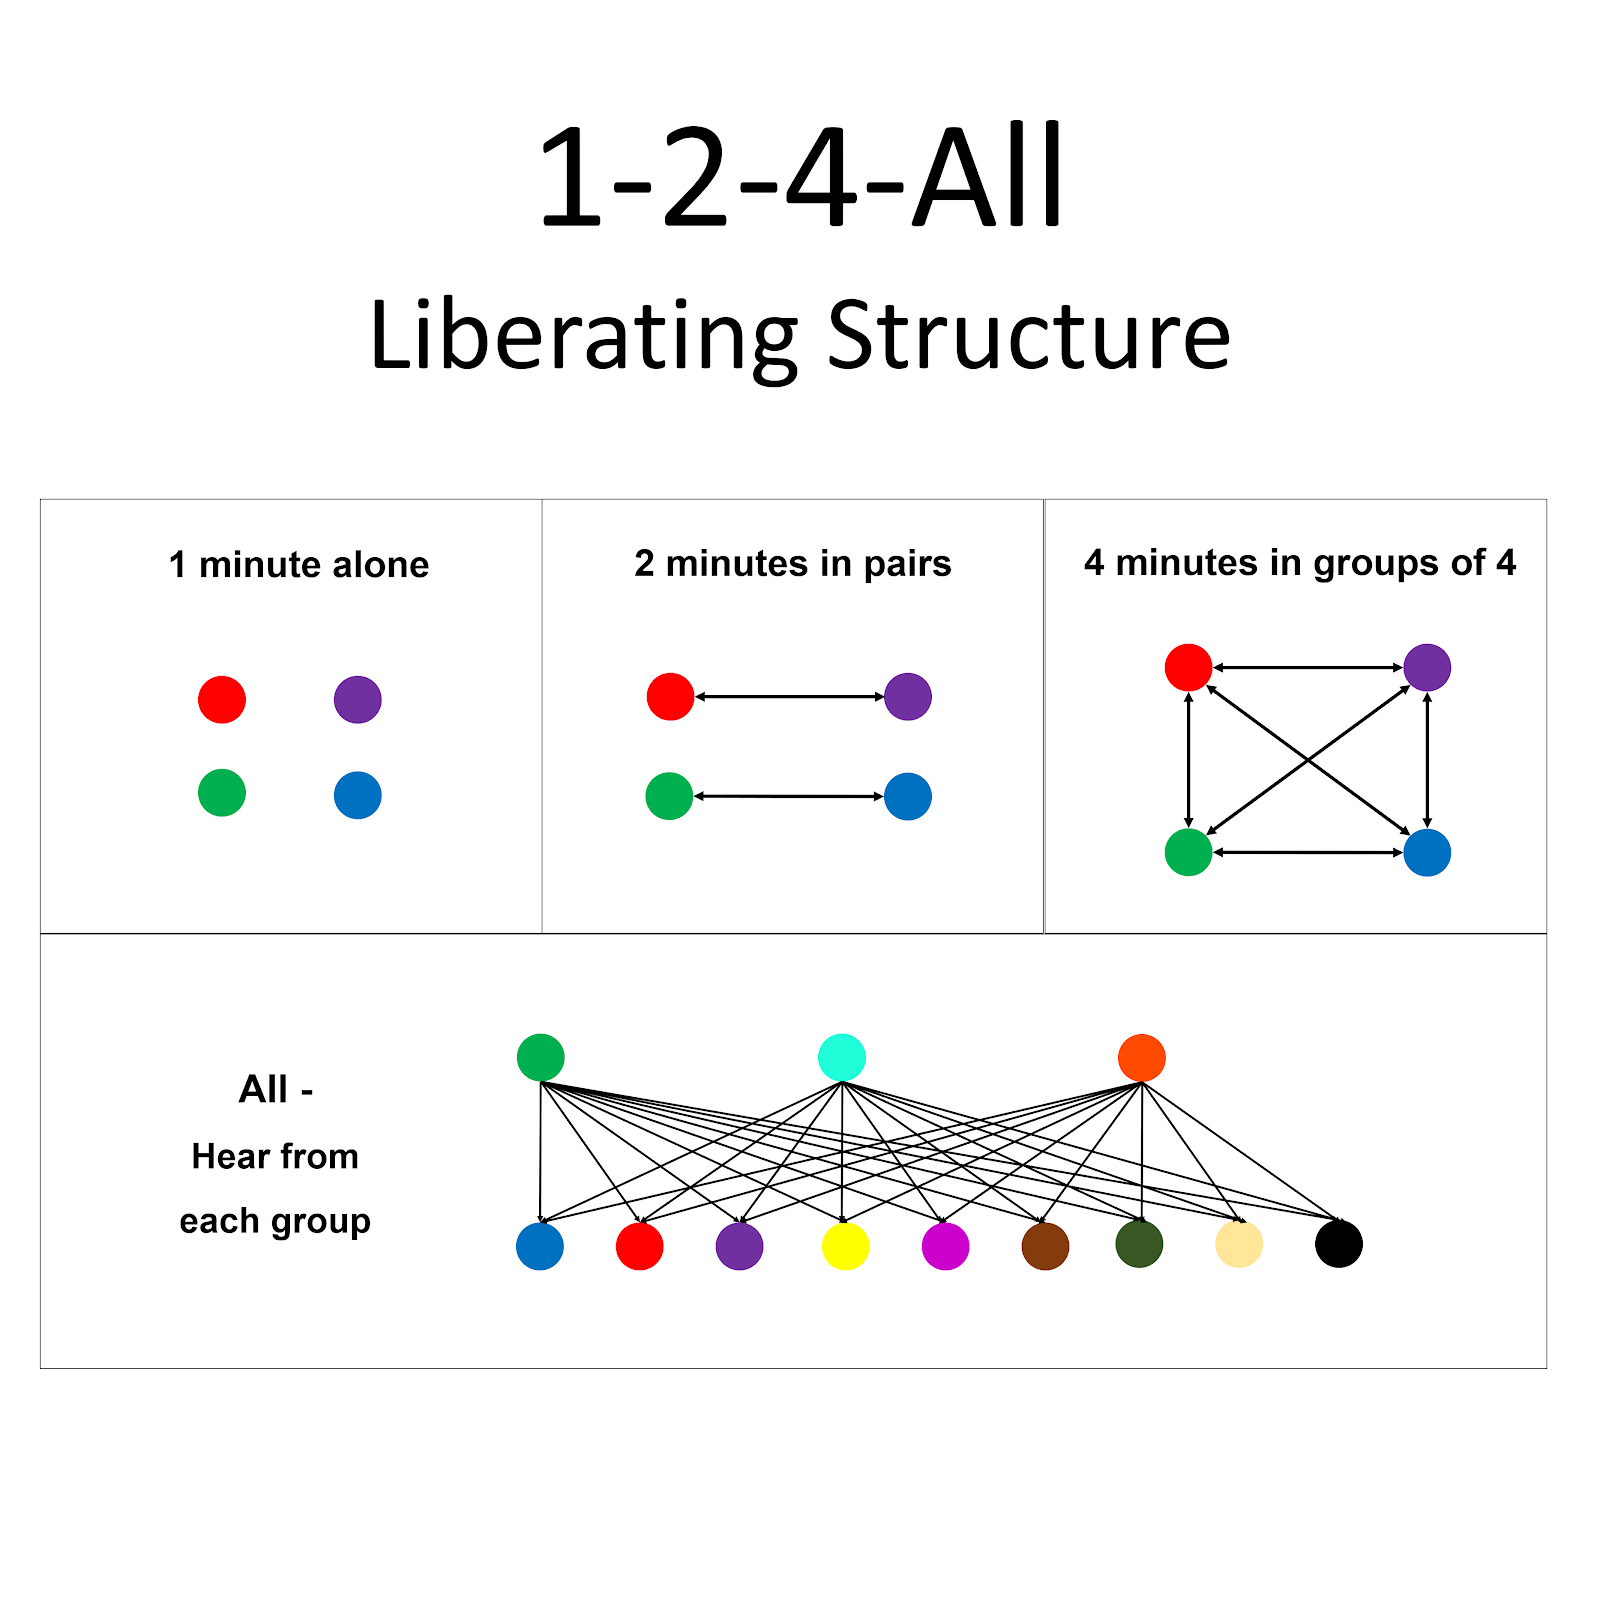 1-2-4-All
Liberating Structure
1 minute alone
2 minutes in pairs
4 minutes in groups of 4
All -
Hear from
each group